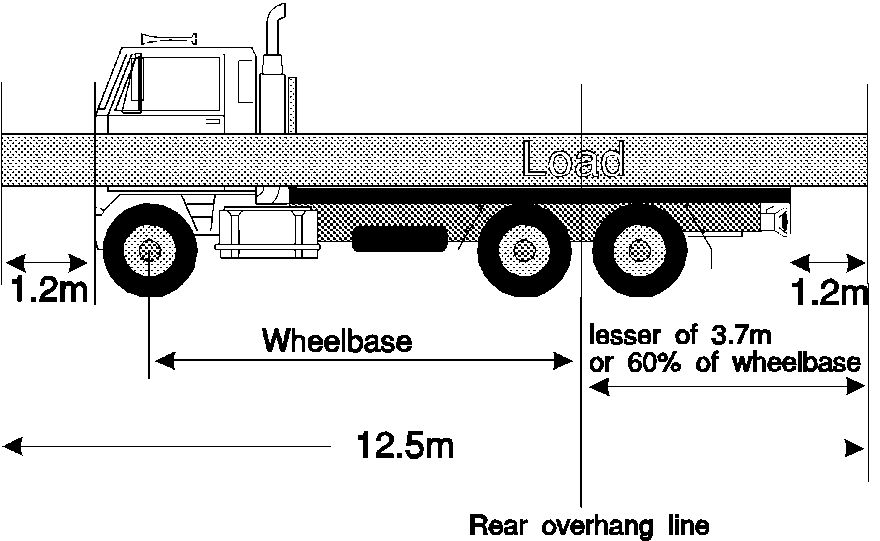 Load
1.2m
1.2m
Wheelbase
lesser of 3.7m
or 60% of wheelbase
12.5m
Rear overhang line